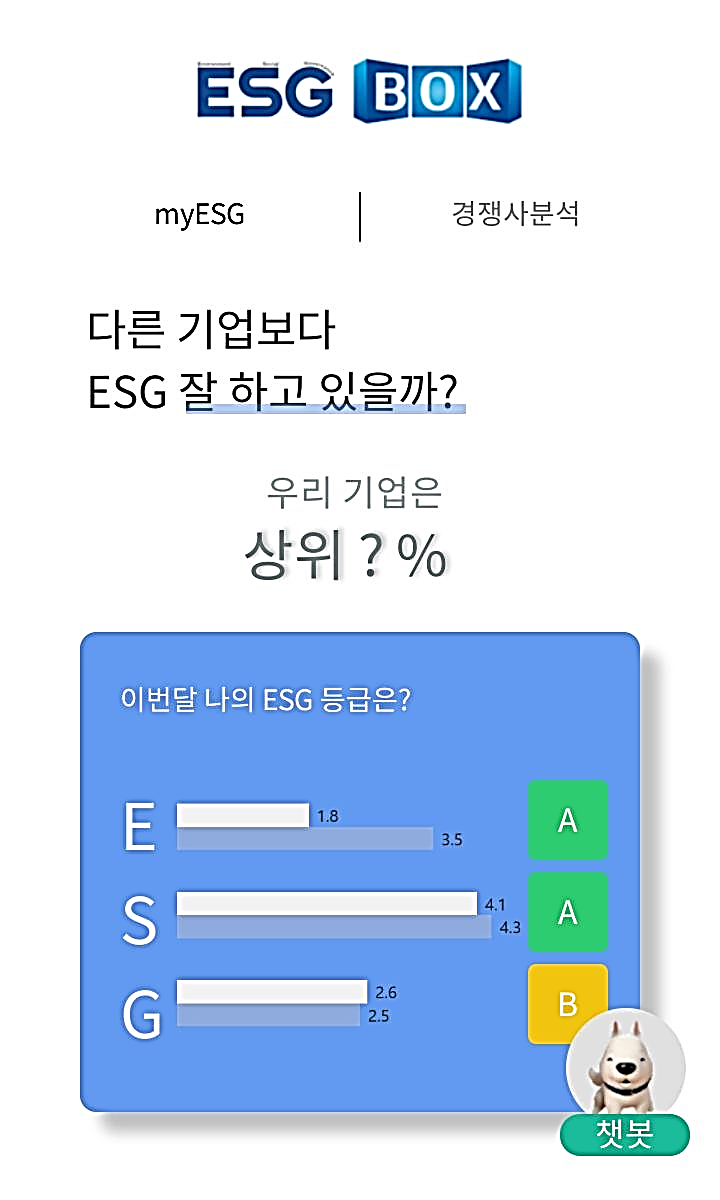 ESG BOX
myESG
경쟁사분석
다른 기업보다
ESG 잘 하고 있을까?
우리 기업은
상위 ? %
이번달 나의 ESG 등급은?
E
1.8
3.5
A
S
4.1
4.3
A
G
2.6
2.5
B
챗봇